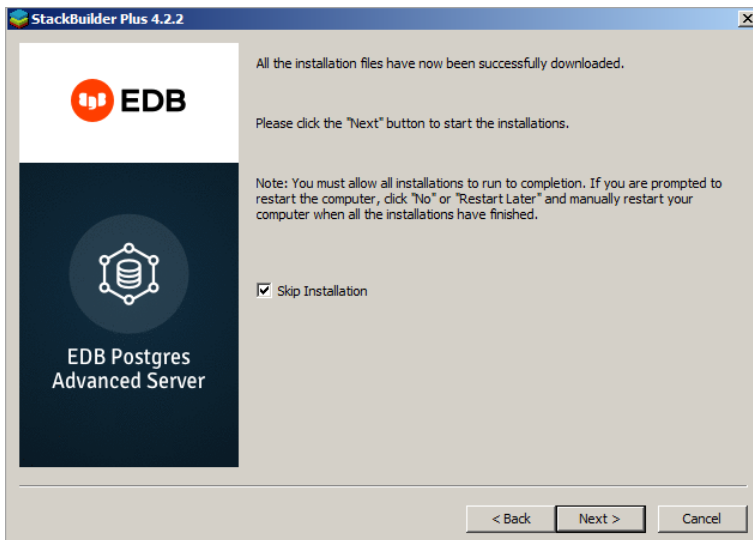 StackBuilder Plus 4.2.2
EDB
EDB Postgres
Advanced Server
All the installation files have now been successfully downloaded.
Please click the "Next" button to start the installations.
Note: You must allow all installations to run to completion. If you are prompted to
restart the computer, click "No" or "Restart Later" and manually restart your
computer when all the installations have finished.
Skip Installation
< Back
Next >
Cancel